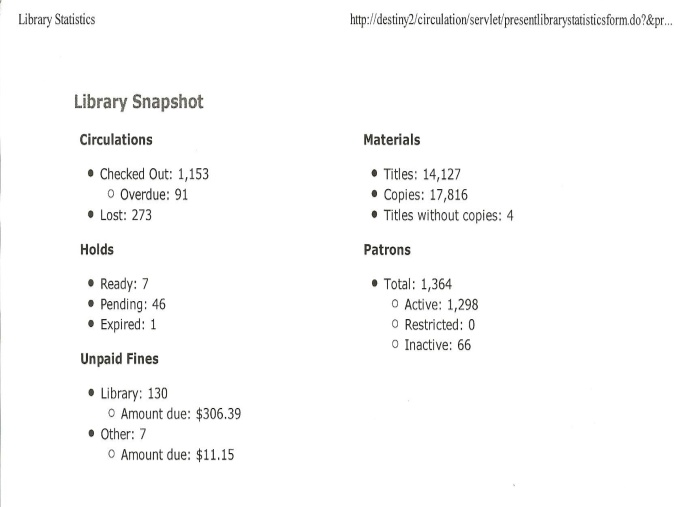 Library Statistics
http://destiny2/circulation/servlet/presentlibrarystatisticsform.do?&pr...
Library Snapshot
Circulations
• Checked Out: 1,153
o Overdue: 91
• Lost: 273
Holds
• Ready: 7
• Pending: 46
• Expired: 1
Unpaid Fines
• Library: 130
o Amount due: $306.39
• Other: 7
o Amount due: $11.15
Materials
• Titles: 14,127
• Copies: 17,816
• Titles without copies: 4
Patrons
• Total: 1,364
o Active: 1,298
o Restricted: 0
o Inactive: 66